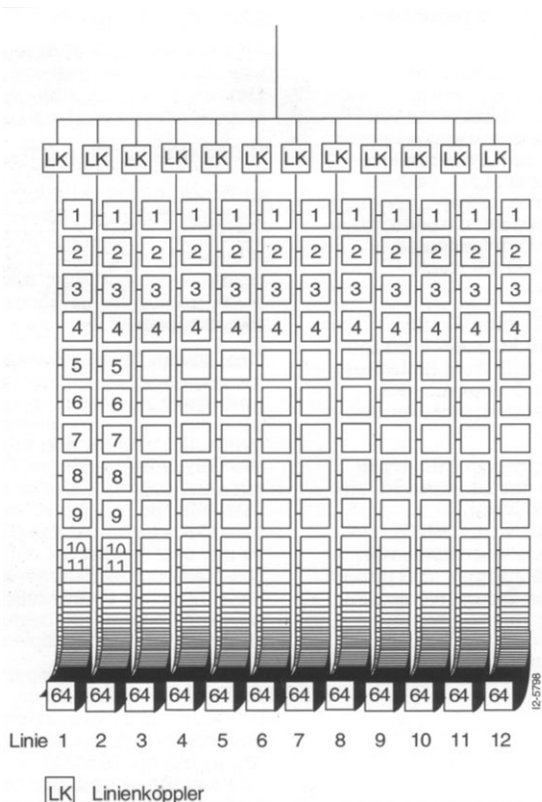 LK LK LK LK LK LK LK LK LK LK LK LK
1 1 1 1 1 1 1 1 1 1 1 1
2 2 2 2 2 2 2 2 2 2 2 2
3 3 3 3 3 3 3 3 3 3 3 3
4 4 4 4 4 4 4 4 4 4 4 4
5 5
6 6
7 7
8 8
9 9
10 10
11 11
64 64 64 64 64 64 64 64 64 64 64 64
I2-5798
Linie 1 2 3 4 5 6 7 8 9 10 11 12
LK Linienkoppler